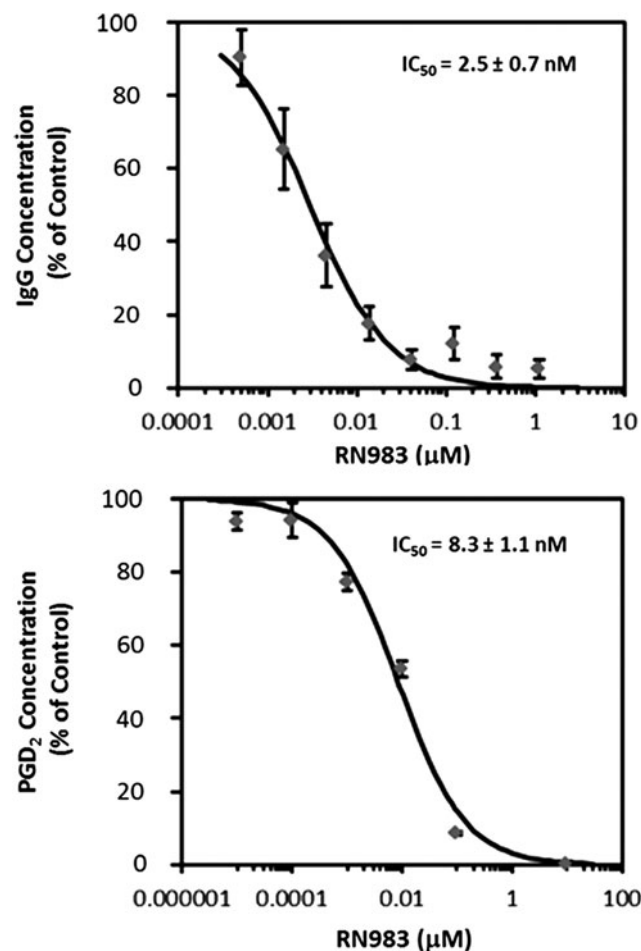 IgG Concentration
(% of Control)
100
80
60
40
20
0
IC₅₀ = 2.5 ± 0.7 nM
0.0001 0.001 0.01 0.1 1 10
RN983 (μM)
PGD₂ Concentration
(% of Control)
100
80
60
40
20
0
IC₅₀ = 8.3 ± 1.1 nM
0.000001 0.0001 0.01 1 100
RN983 (μM)